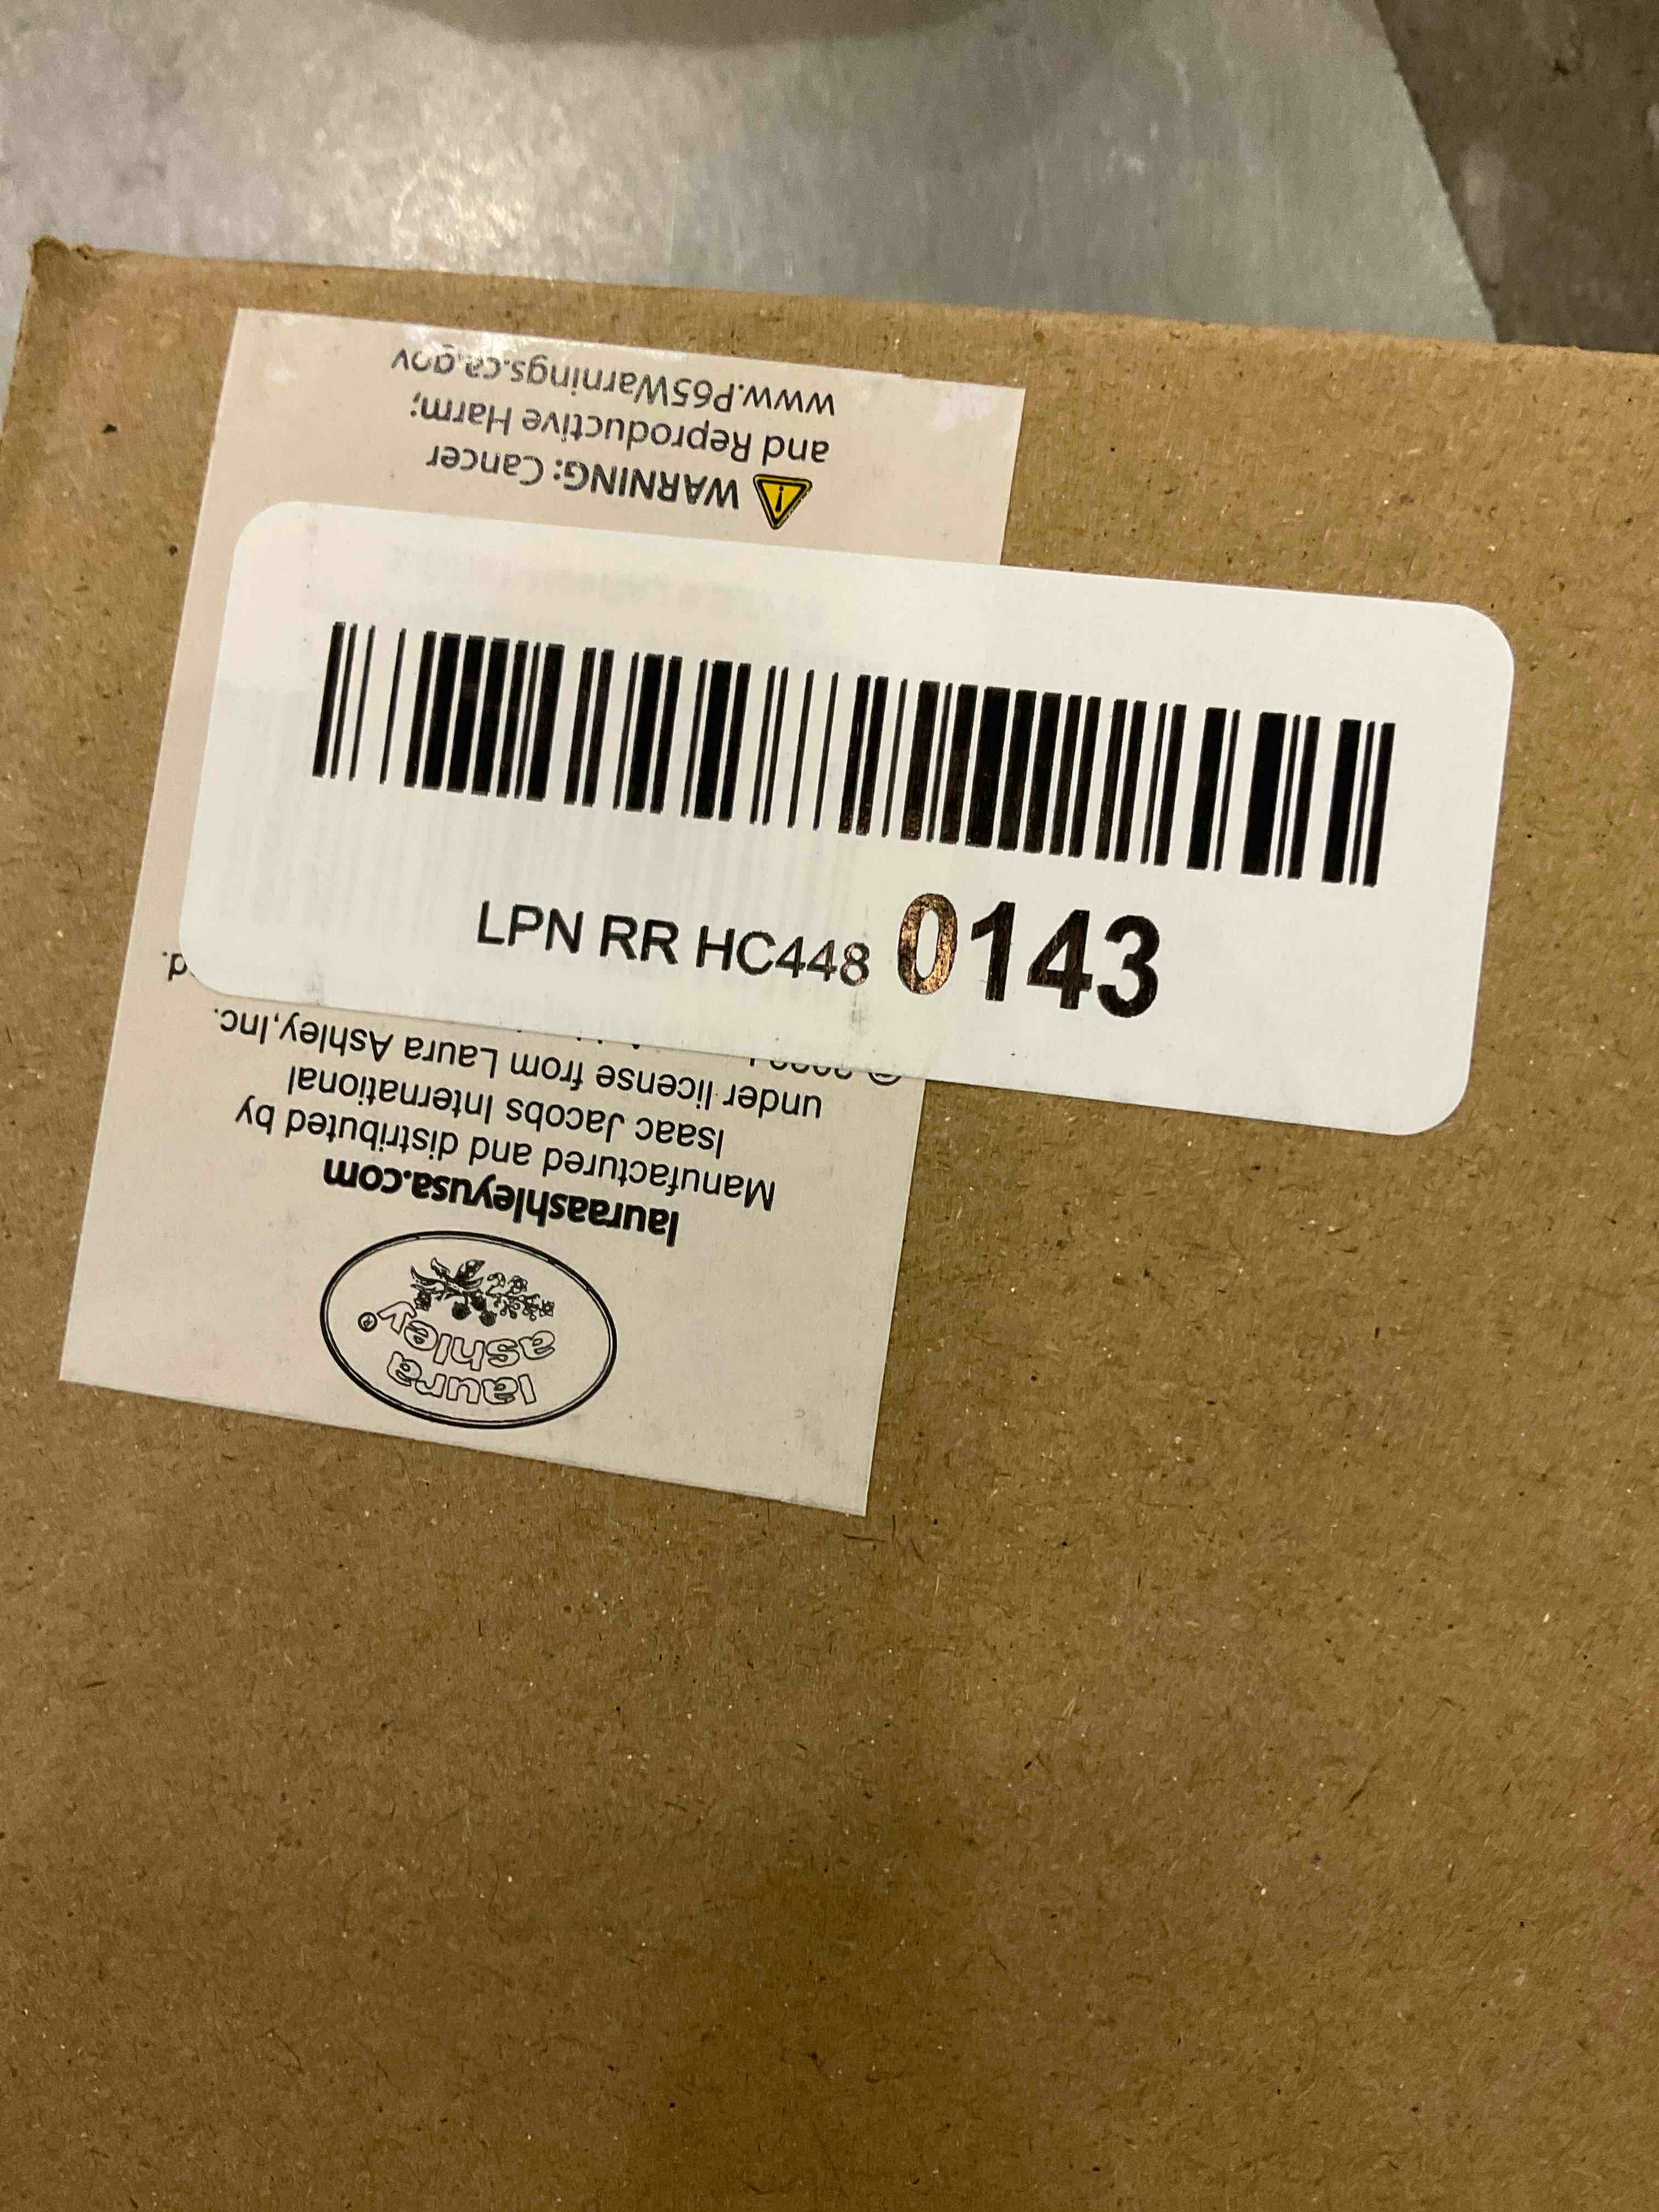 LPN RR HC448 0143
laura
ashley®
lauraashleyusa.com
Manufactured and distributed by
Isaac Jacobs International
under license from Laura Ashley,Inc.
WARNING: Cancer
and Reproductive Harm;
www.P65Warnings.ca.gov